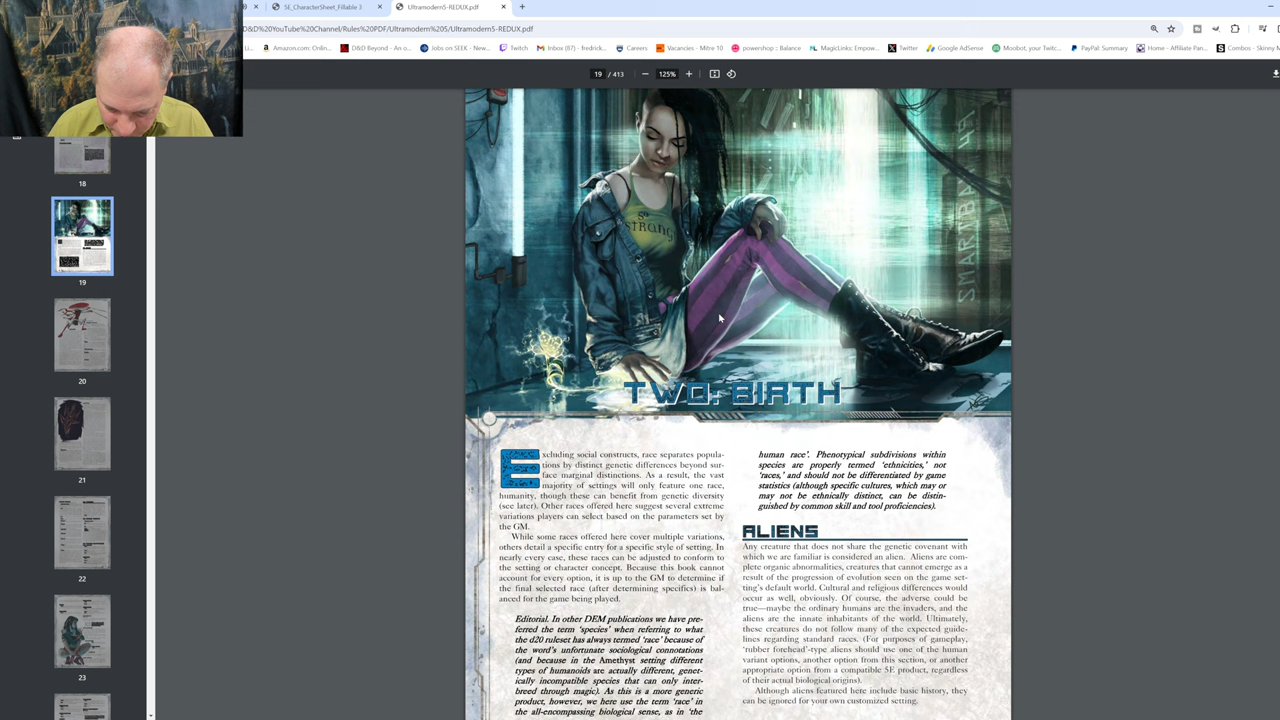 5E_CharacterSheet_Fillable 3
Ultramodern5-REDUX.pdf
D&D%20YouTube%20Channel/Rules%20PDF/Ultramodern%205/Ultramodern5-REDUX.pdf
Amazon.com: Onlin...
D&D Beyond - An o...
Jobs on SEEK - New...
Twitch
Inbox (87) - fredrick...
Careers
Vacancies - Mitre 10
powershop :: Balance
MagicLinks: Empow...
Twitter
Google AdSense
Moobot, your Twitc...
PayPal: Summary
Home - Affiliate Pan...
Combos - Skinny
19 / 413
125%
18
19
20
21
22
23
SO
strange
TWO: BIRTH
Excluding social constructs, race separates popula-
tions by distinct genetic differences beyond sur-
face marginal distinctions. As a result, the vast
majority of settings will only feature one race,
humanity, though these can benefit from genetic diversity
(see later). Other races offered here suggest several extreme
variations players can select based on the parameters set by
the GM.
While some races offered here cover multiple variations,
others detail a specific entry for a specific style of setting. In
nearly every case, these races can be adjusted to conform to
the setting or character concept. Because this book cannot
account for every option, it is up to the GM to determine if
the final selected race (after determining specifics) is bal-
anced for the game being played.
Editorial. In other DEM publications we have pre-
ferred the term 'species' when referring to what
the d20 ruleset has always termed 'race' because of
the word's unfortunate sociological connotations
(and because in the Amethyst setting different
types of humanoids are actually different, genet-
ically incompatible species that can only inter-
breed through magic). As this is a more generic
product, however, we here use the term 'race' in
the all-encompassing biological sense, as in 'the
human race'. Phenotypical subdivisions within
species are properly termed 'ethnicities,' not
'races,' and should not be differentiated by game
statistics (although specific cultures, which may or
may not be ethnically distinct, can be distin-
guished by common skill and tool proficiencies).
ALIENS
Any creature that does not share the genetic covenant with
which we are familiar is considered an alien. Aliens are com-
plete organic abnormalities, creatures that cannot emerge as a
result of the progression of evolution seen on the game set-
ting's default world. Cultural and religious differences would
occur as well, obviously. Of course, the adverse could be
true—maybe the ordinary humans are the invaders, and the
aliens are the innate inhabitants of the world. Ultimately,
these creatures do not follow many of the expected guide-
lines regarding standard races. (For purposes of gameplay,
'rubber forehead'-type aliens should use one of the human
variant options, another option from this section, or another
appropriate option from a compatible 5E product, regardless
of their actual biological origins).
Although aliens featured here include basic history, they
can be ignored for your own customized setting.